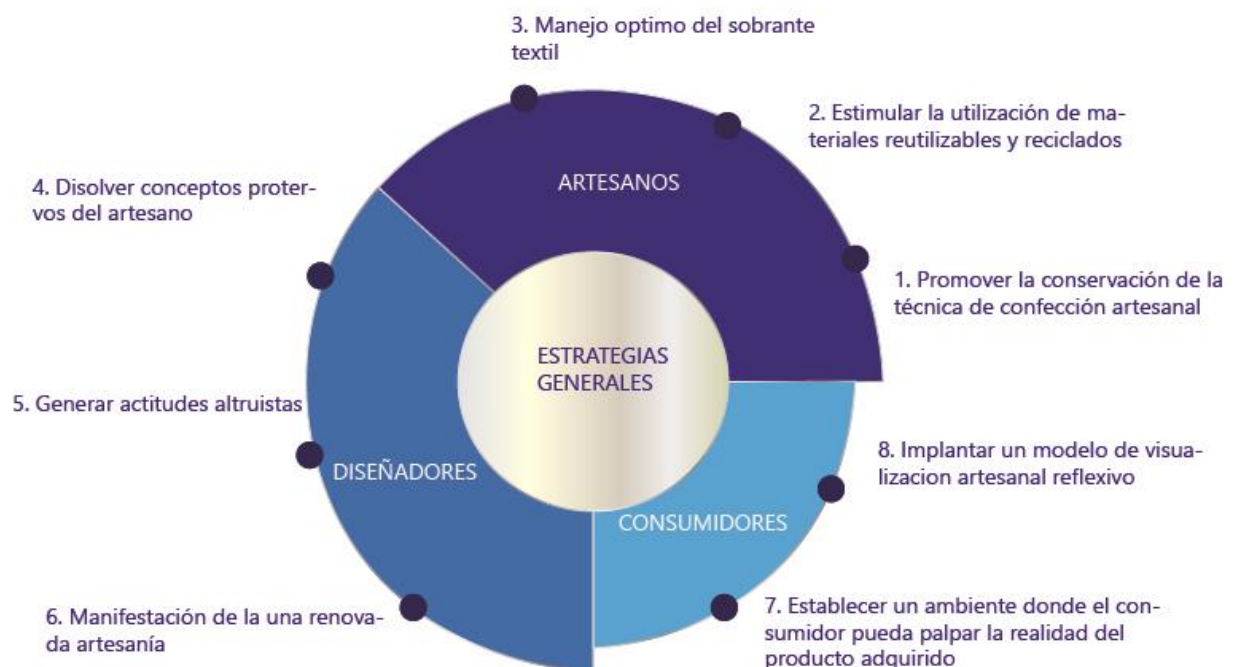 3. Manejo optimo del sobrante
textil
2. Estimular la utilización de ma-
teriales reutilizables y reciclados
ARTESANOS
4. Disolver conceptos proter-
vos del artesano
1. Promover la conservación de la
técnica de confección artesanal
ESTRATEGIAS
GENERALES
5. Generar actitudes altruistas
DISEÑADORES
8. Implantar un modelo de visua-
lizacion artesanal reflexivo
CONSUMIDORES
6. Manifestación de la una renova-
da artesanía
7. Establecer un ambiente donde el con-
sumidor pueda palpar la realidad del
producto adquirido